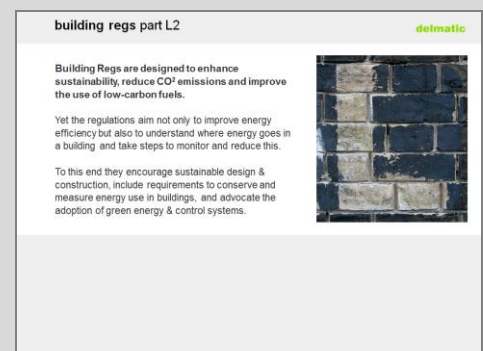 building regs part L2
delmatic
Building Regs are designed to enhance
sustainability, reduce CO² emissions and improve
the use of low-carbon fuels.
Yet the regulations aim not only to improve energy
efficiency but also to understand where energy goes in
a building and take steps to monitor and reduce this.
To this end they encourage sustainable design &
construction, include requirements to conserve and
measure energy use in buildings, and advocate the
adoption of green energy & control systems.